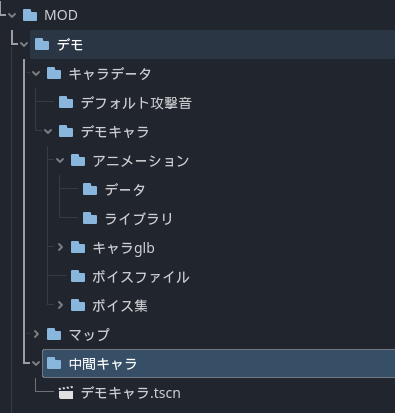 MOD
デモ
キャラデータ
デフォルト攻撃音
デモキャラ
アニメーション
データ
ライブラリ
キャラglb
ボイスファイル
ボイス集
マップ
中間キャラ
デモキャラ.tscn